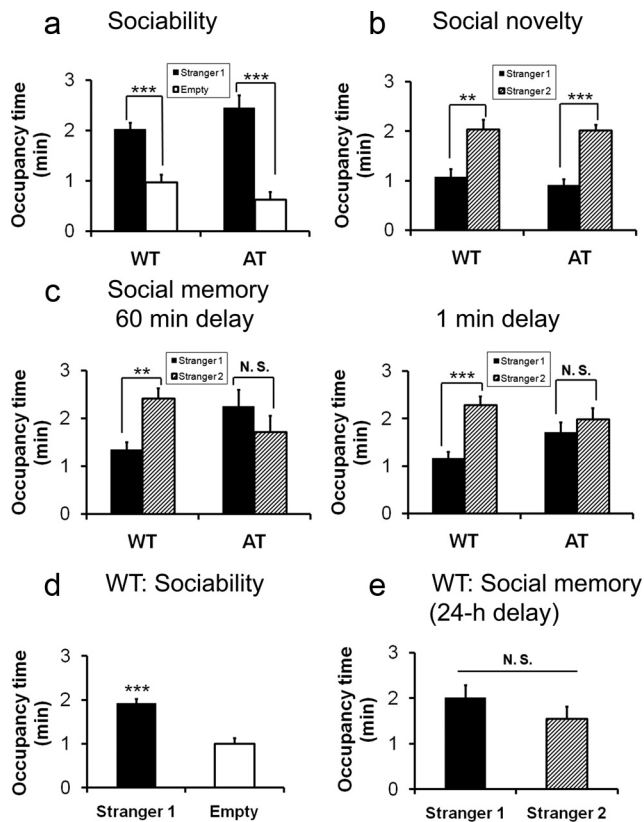 a Sociability
Stranger 1
Empty
***
***
Occupancy time
(min)
3
2
1
0
WT AT
b Social novelty
Stranger 1
Stranger 2
**
***
Occupancy time
(min)
3
2
1
0
WT AT
c Social memory
60 min delay
Stranger 1
Stranger 2
**
N. S.
Occupancy time
(min)
3
2
1
0
WT AT
1 min delay
Stranger 1
Stranger 2
***
N. S.
Occupancy time
(min)
3
2
1
0
WT AT
d WT: Sociability
***
Occupancy time
(min)
3
2
1
0
Stranger 1 Empty
e WT: Social memory
(24-h delay)
N. S.
Occupancy time
(min)
3
2
1
0
Stranger 1 Stranger 2